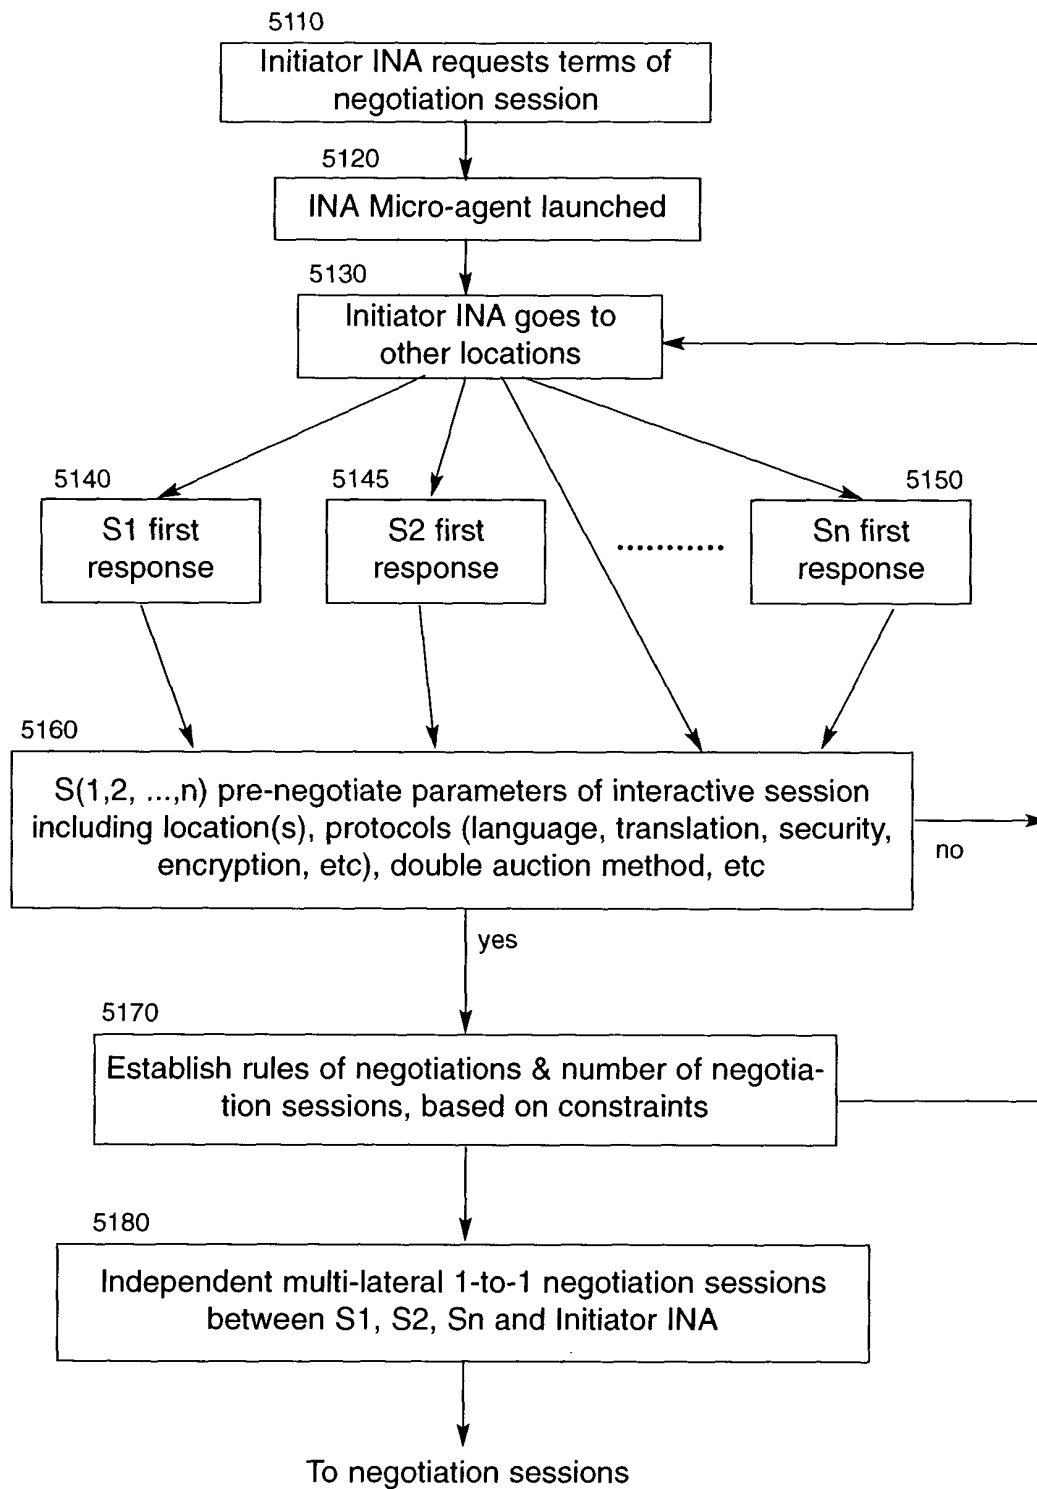 5110
Initiator INA requests terms of
negotiation session
5120
INA Micro-agent launched
5130
Initiator INA goes to
other locations
5140
S1 first
response
5145
S2 first
response
............
5150
Sn first
response
5160
S(1,2, ...,n) pre-negotiate parameters of interactive session
including location(s), protocols (language, translation, security,
encryption, etc), double auction method, etc
no
yes
5170
Establish rules of negotiations & number of negotia-
tion sessions, based on constraints
5180
Independent multi-lateral 1-to-1 negotiation sessions
between S1, S2, Sn and Initiator INA
To negotiation sessions